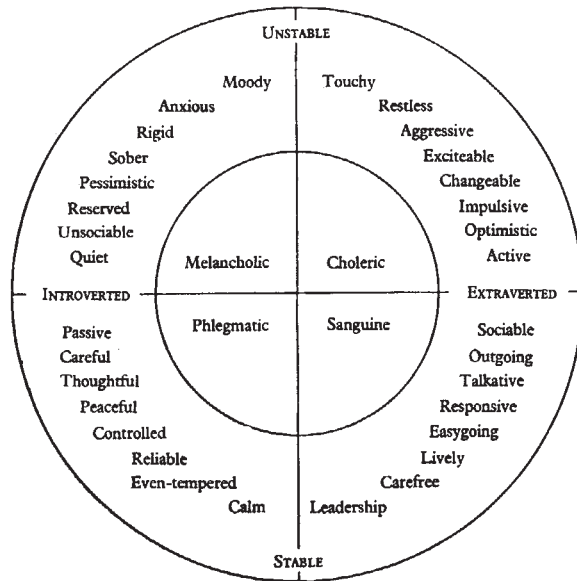 UNSTABLE
Moody
Touchy
Anxious
Restless
Rigid
Aggressive
Sober
Exciteable
Pessimistic
Changeable
Reserved
Impulsive
Unsociable
Optimistic
Quiet
Active
Melancholic
Choleric
INTROVERTED
EXTRAVERTED
Phlegmatic
Sanguine
Passive
Sociable
Careful
Outgoing
Thoughtful
Talkative
Peaceful
Responsive
Controlled
Easygoing
Reliable
Lively
Even-tempered
Carefree
Calm
Leadership
STABLE